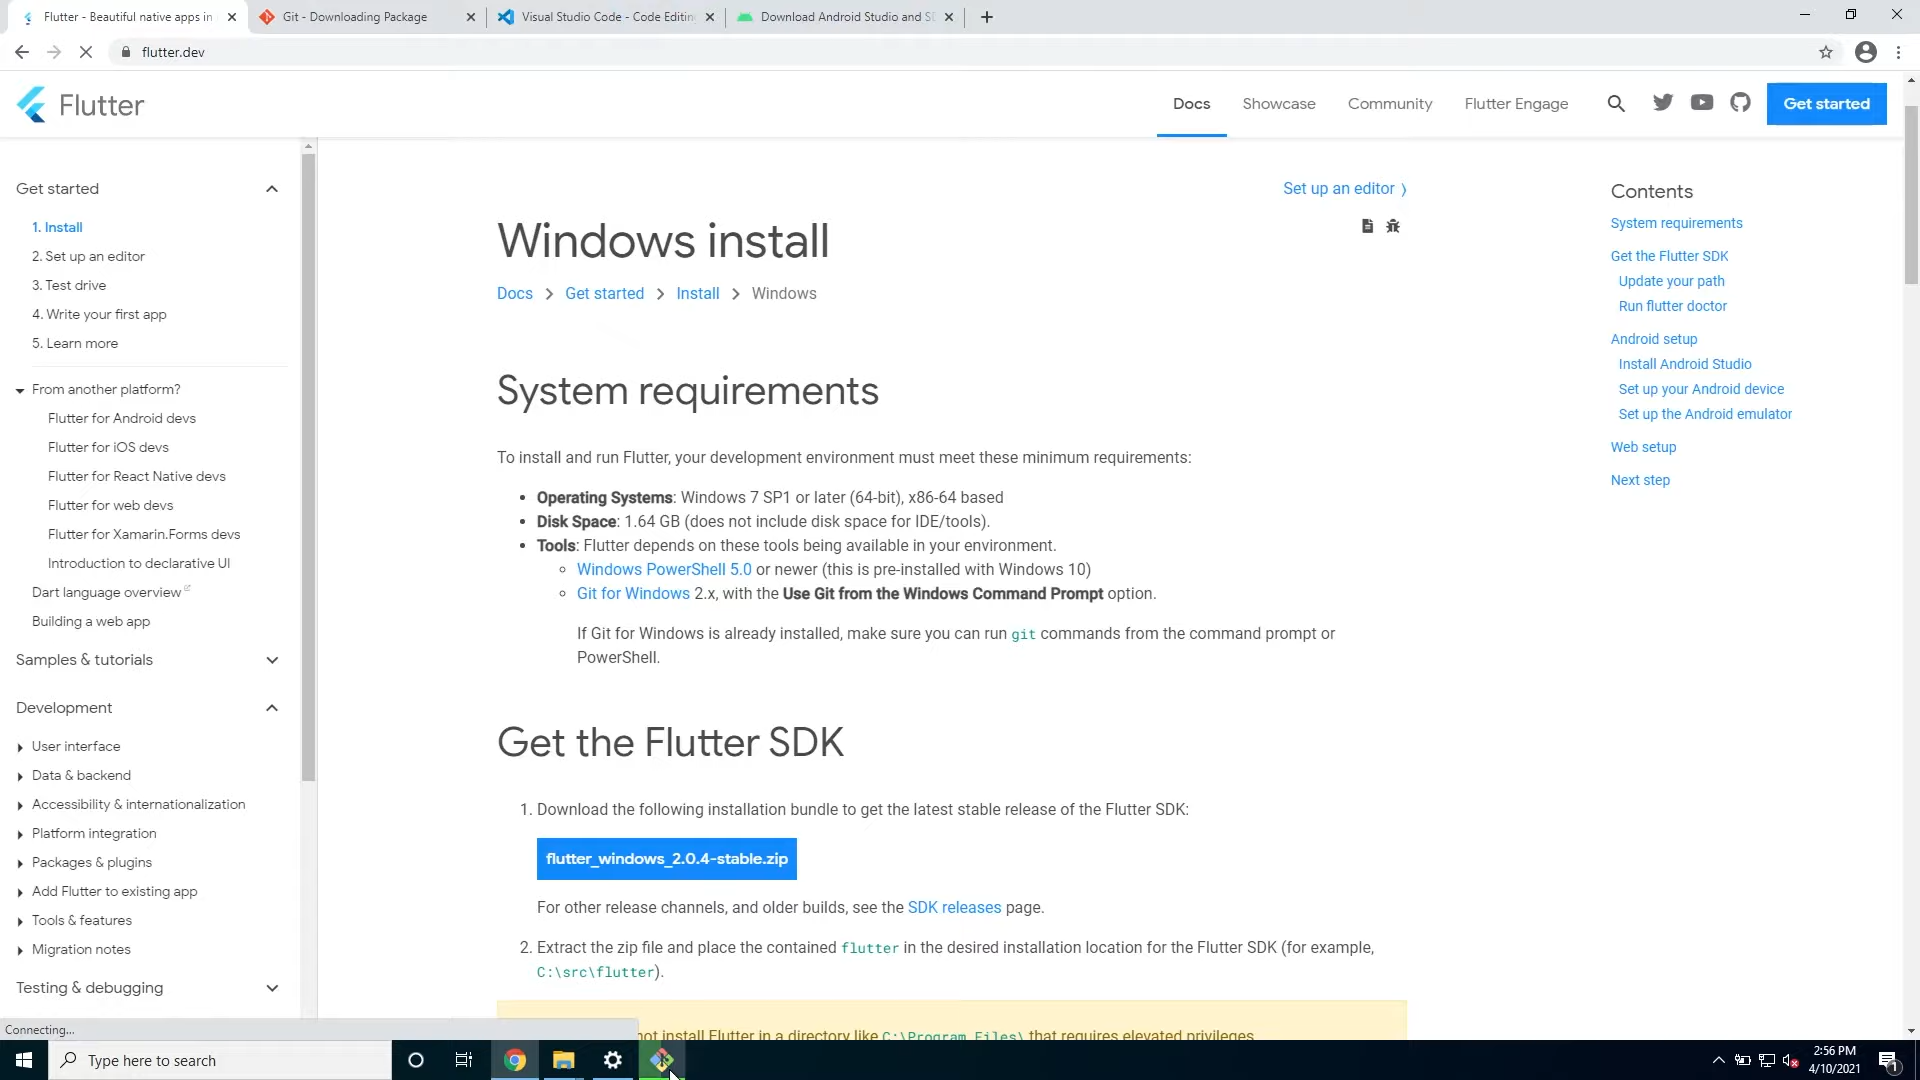 Flutter - Beautiful native apps in
Git - Downloading Package
Visual Studio Code - Code Editin
Download Android Studio and S
flutter.dev
Flutter
Docs
Showcase
Community
Flutter Engage
Get started
Get started
1. Install
2. Set up an editor
3. Test drive
4. Write your first app
5. Learn more
From another platform?
Flutter for Android devs
Flutter for iOS devs
Flutter for React Native devs
Flutter for web devs
Flutter for Xamarin.Forms devs
Introduction to declarative UI
Dart language overview
Building a web app
Samples & tutorials
Development
User interface
Data & backend
Accessibility & internationalization
Platform integration
Packages & plugins
Add Flutter to existing app
Tools & features
Migration notes
Testing & debugging
Connecting...
Set up an editor
Windows install
Docs > Get started > Install > Windows
System requirements
To install and run Flutter, your development environment must meet these minimum requirements:
• Operating Systems: Windows 7 SP1 or later (64-bit), x86-64 based
• Disk Space: 1.64 GB (does not include disk space for IDE/tools).
• Tools: Flutter depends on these tools being available in your environment.
Windows PowerShell 5.0 or newer (this is pre-installed with Windows 10)
Git for Windows 2.x, with the Use Git from the Windows Command Prompt option.
If Git for Windows is already installed, make sure you can run git commands from the command prompt or
PowerShell.
Get the Flutter SDK
1. Download the following installation bundle to get the latest stable release of the Flutter SDK:
flutter_windows_2.0.4-stable.zip
For other release channels, and older builds, see the SDK releases page.
2. Extract the zip file and place the contained flutter in the desired installation location for the Flutter SDK (for example,
C:\src\flutter).
not install Flutter in a directory like C:\Program Files\ that requires elevated privileges.
Contents
System requirements
Get the Flutter SDK
Update your path
Run flutter doctor
Android setup
Install Android Studio
Set up your Android device
Set up the Android emulator
Web setup
Next step
Type here to search
2:56 PM
4/10/2021
1